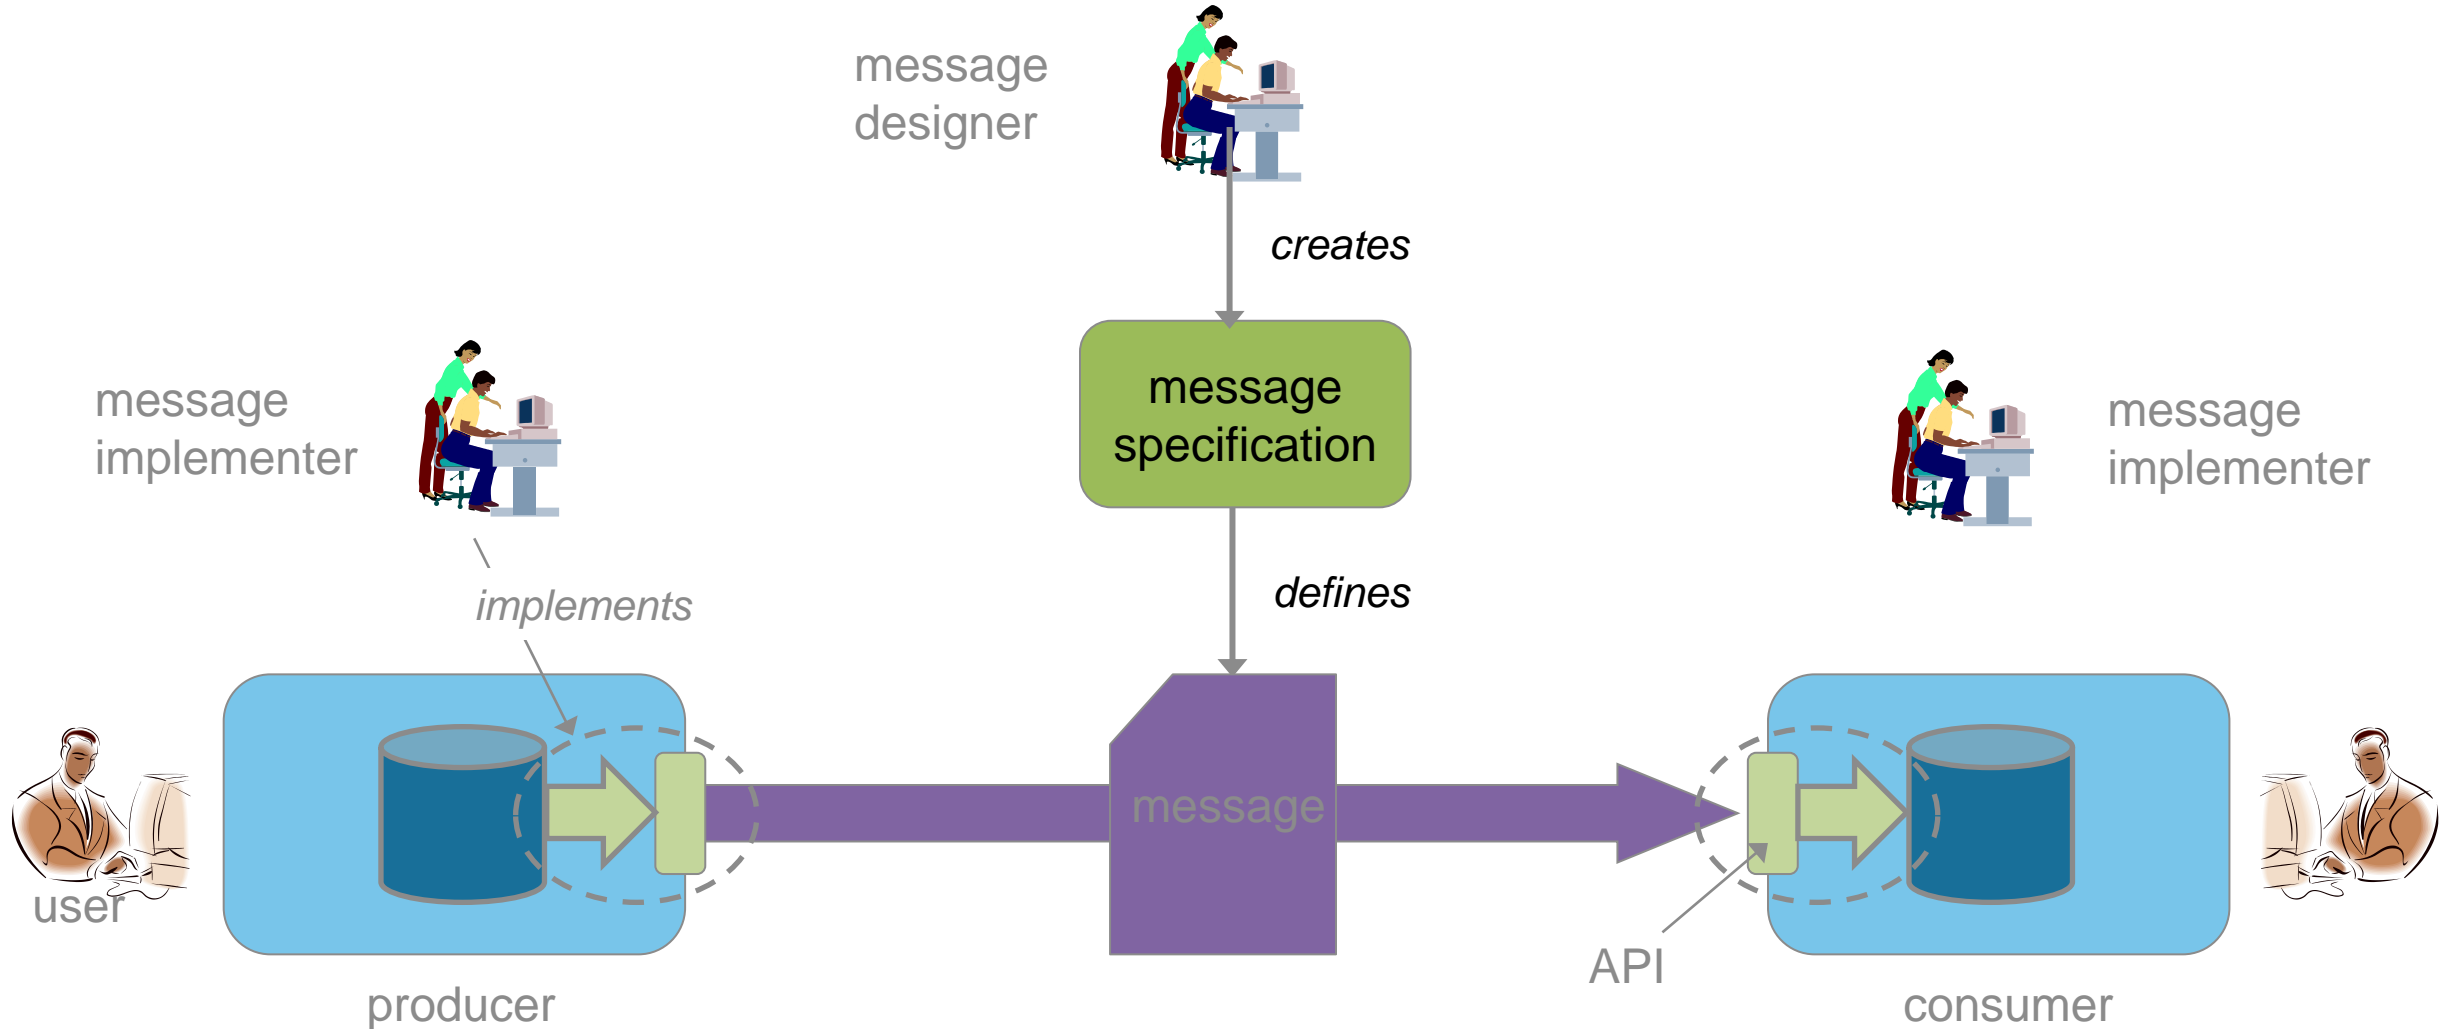 message
designer
creates
message
specification
message
implementer
message
implementer
implements
defines
message
user
API
producer
consumer